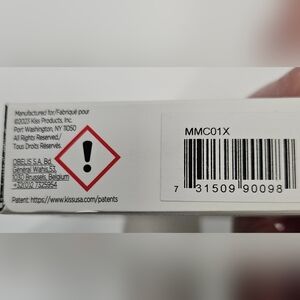 Manufactured for/Fabriqué pour
©2023 Kiss Products, Inc.
Port Washington, NY 11050
All Rights Reserved./
Tous Droits Réservés.
OBELIS S.A, Bd.
Général Wahis,53,
1030 Brussels, Belgium
+32(0)2 7325954
Patent: https://www.kissusa.com/patents
MMC01X
7 31509 90098